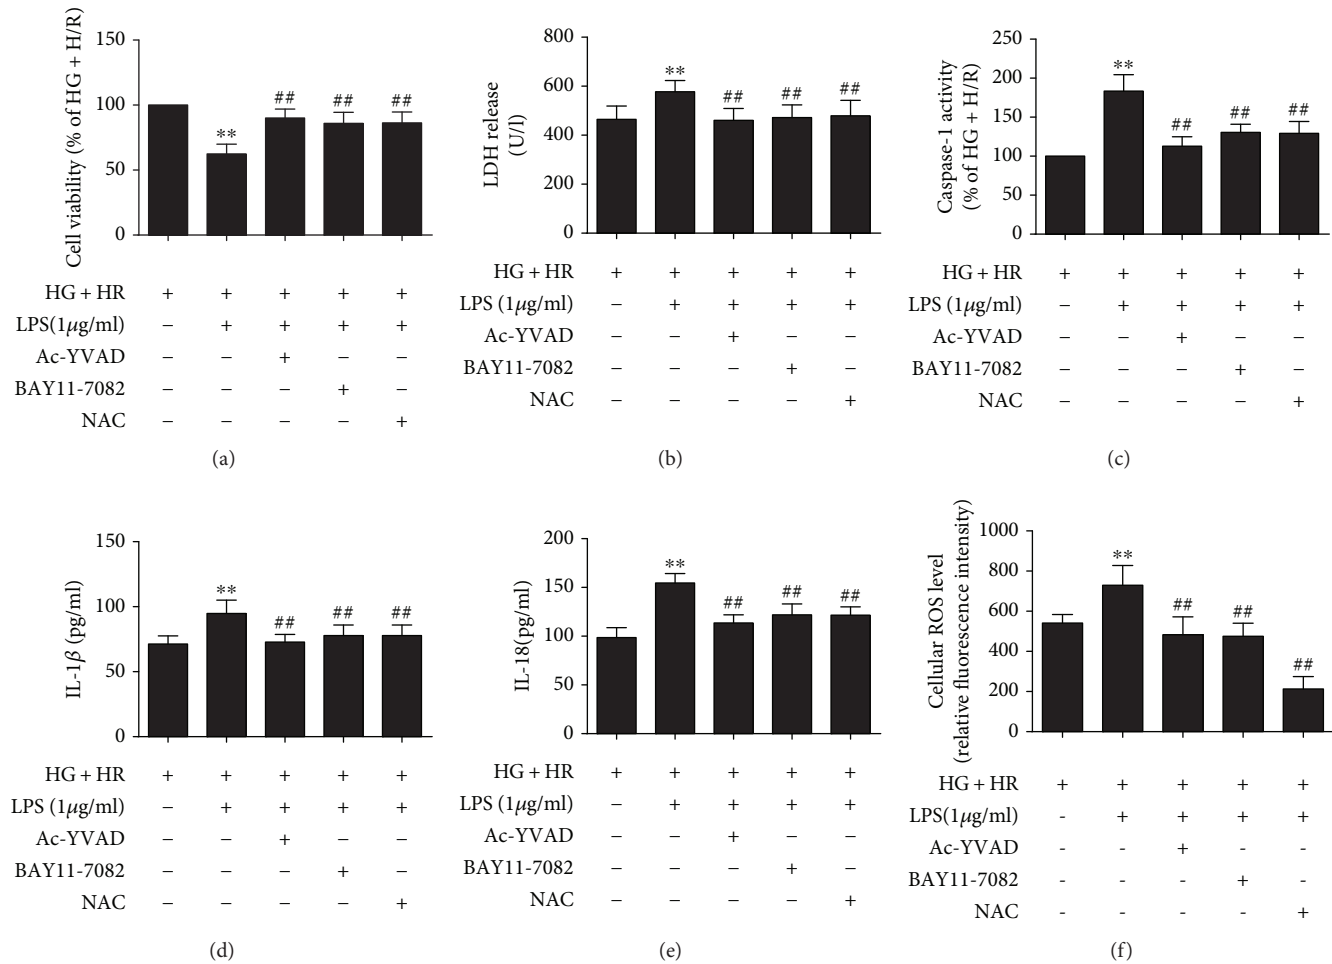 Cell viability (% of HG + H/R)
150
100
50
0
**
##
##
##
HG + HR + + + + +
LPS(1μg/ml) − + + + +
Ac-YVAD − − + − −
BAY11-7082 − − − + −
NAC − − − − +
(a)
LDH release
(U/l)
800
600
400
200
0
**
##
##
##
HG + HR + + + + +
LPS (1μg/ml) − + + + +
Ac-YVAD − − + − −
BAY11-7082 − − − + −
NAC − − − − +
(b)
Caspase-1 activity
(% of HG + H/R)
250
200
150
100
50
0
**
##
##
##
HG + HR + + + + +
LPS (1μg/ml) − + + + +
Ac-YVAD − − + − −
BAY11-7082 − − − + −
NAC − − − − +
(c)
IL-1β (pg/ml)
150
100
50
0
**
##
##
##
HG + HR + + + + +
LPS (1μg/ml) − + + + +
Ac-YVAD − − + − −
BAY11-7082 − − − + −
NAC − − − − +
(d)
IL-18(pg/ml)
200
150
100
50
0
**
##
##
##
HG + HR + + + + +
LPS (1μg/ml) − + + + +
Ac-YVAD − − + − −
BAY11-7082 − − − + −
NAC − − − − +
(e)
Cellular ROS level
(relative fluorescence intensity)
1000
800
600
400
200
0
**
##
##
##
HG + HR + + + + +
LPS(1μg/ml) - + + + +
Ac-YVAD - - + - -
BAY11-7082 - - - + -
NAC - - - - +
(f)